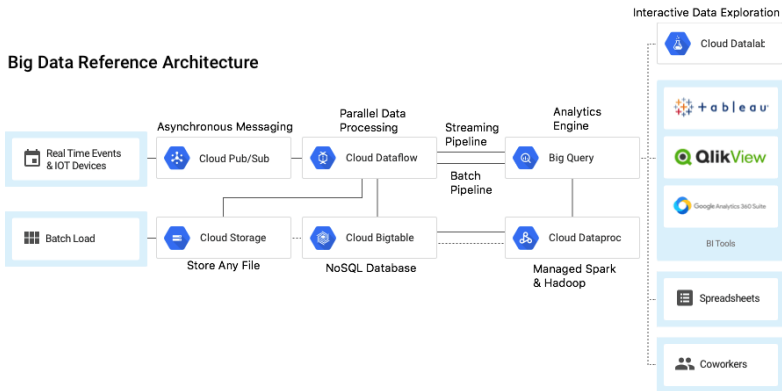 Interactive Data Exploration
Cloud Datalab
Big Data Reference Architecture
Asynchronous Messaging
Parallel Data
Processing
Streaming
Pipeline
Analytics
Engine
Real Time Events
& IOT Devices
Cloud Pub/Sub
Cloud Dataflow
Batch
Pipeline
Big Query
+ableau
QlikView
Google Analytics 360 Suite
BI Tools
Batch Load
Cloud Storage
Store Any File
Cloud Bigtable
NoSQL Database
Cloud Dataproc
Managed Spark
& Hadoop
Spreadsheets
Coworkers